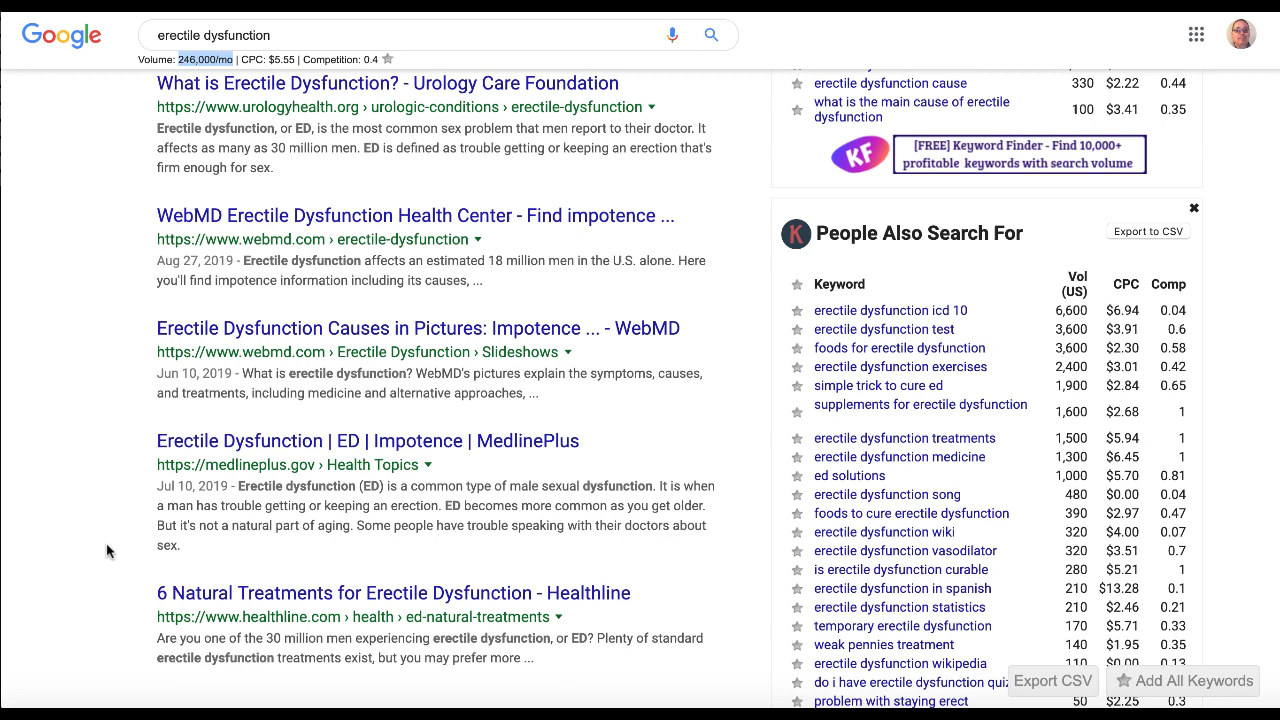 Google
erectile dysfunction
Volume: 246,000/mo | CPC: $5.55 | Competition: 0.4
What is Erectile Dysfunction? - Urology Care Foundation
https://www.urologyhealth.org › urologic-conditions › erectile-dysfunction
Erectile dysfunction, or ED, is the most common sex problem that men report to their doctor. It
affects as many as 30 million men. ED is defined as trouble getting or keeping an erection that's
firm enough for sex.
WebMD Erectile Dysfunction Health Center - Find impotence ...
https://www.webmd.com › erectile-dysfunction
Aug 27, 2019 - Erectile dysfunction affects an estimated 18 million men in the U.S. alone. Here
you'll find impotence information including its causes, ...
Erectile Dysfunction Causes in Pictures: Impotence ... - WebMD
https://www.webmd.com › Erectile Dysfunction › Slideshows
Jun 10, 2019 - What is erectile dysfunction? WebMD's pictures explain the symptoms, causes,
and treatments, including medicine and alternative approaches, ...
Erectile Dysfunction | ED | Impotence | MedlinePlus
https://medlineplus.gov › Health Topics
Jul 10, 2019 - Erectile dysfunction (ED) is a common type of male sexual dysfunction. It is when
a man has trouble getting or keeping an erection. ED becomes more common as you get older.
But it's not a natural part of aging. Some people have trouble speaking with their doctors about
sex.
6 Natural Treatments for Erectile Dysfunction - Healthline
https://www.healthline.com › health › ed-natural-treatments
Are you one of the 30 million men experiencing erectile dysfunction, or ED? Plenty of standard
erectile dysfunction treatments exist, but you may prefer more ...
erectile dysfunction cause 330 $2.22 0.44
what is the main cause of erectile
dysfunction 100 $3.41 0.35
KF
[FREE] Keyword Finder - Find 10,000+
profitable keywords with search volume
K People Also Search For Export to CSV
Keyword Vol (US) CPC Comp
erectile dysfunction icd 10 6,600 $6.94 0.04
erectile dysfunction test 3,600 $3.91 0.6
foods for erectile dysfunction 3,600 $2.30 0.58
erectile dysfunction exercises 2,400 $3.01 0.42
simple trick to cure ed 1,900 $2.84 0.65
supplements for erectile dysfunction 1,600 $2.68 1
erectile dysfunction treatments 1,500 $5.94 1
erectile dysfunction medicine 1,300 $6.45 1
ed solutions 1,000 $5.70 0.81
erectile dysfunction song 480 $0.00 0.04
foods to cure erectile dysfunction 390 $2.97 0.47
erectile dysfunction wiki 320 $4.00 0.07
erectile dysfunction vasodilator 320 $3.51 0.7
is erectile dysfunction curable 280 $5.21 1
erectile dysfunction in spanish 210 $13.28 0.1
erectile dysfunction statistics 210 $2.46 0.21
temporary erectile dysfunction 170 $5.71 0.33
weak pennies treatment 140 $1.95 0.35
erectile dysfunction wikipedia 110 $0.00 0.13
do i have erectile dysfunction quiz
problem with staying erect 50 $2.25 0.3
Export CSV
Add All Keywords